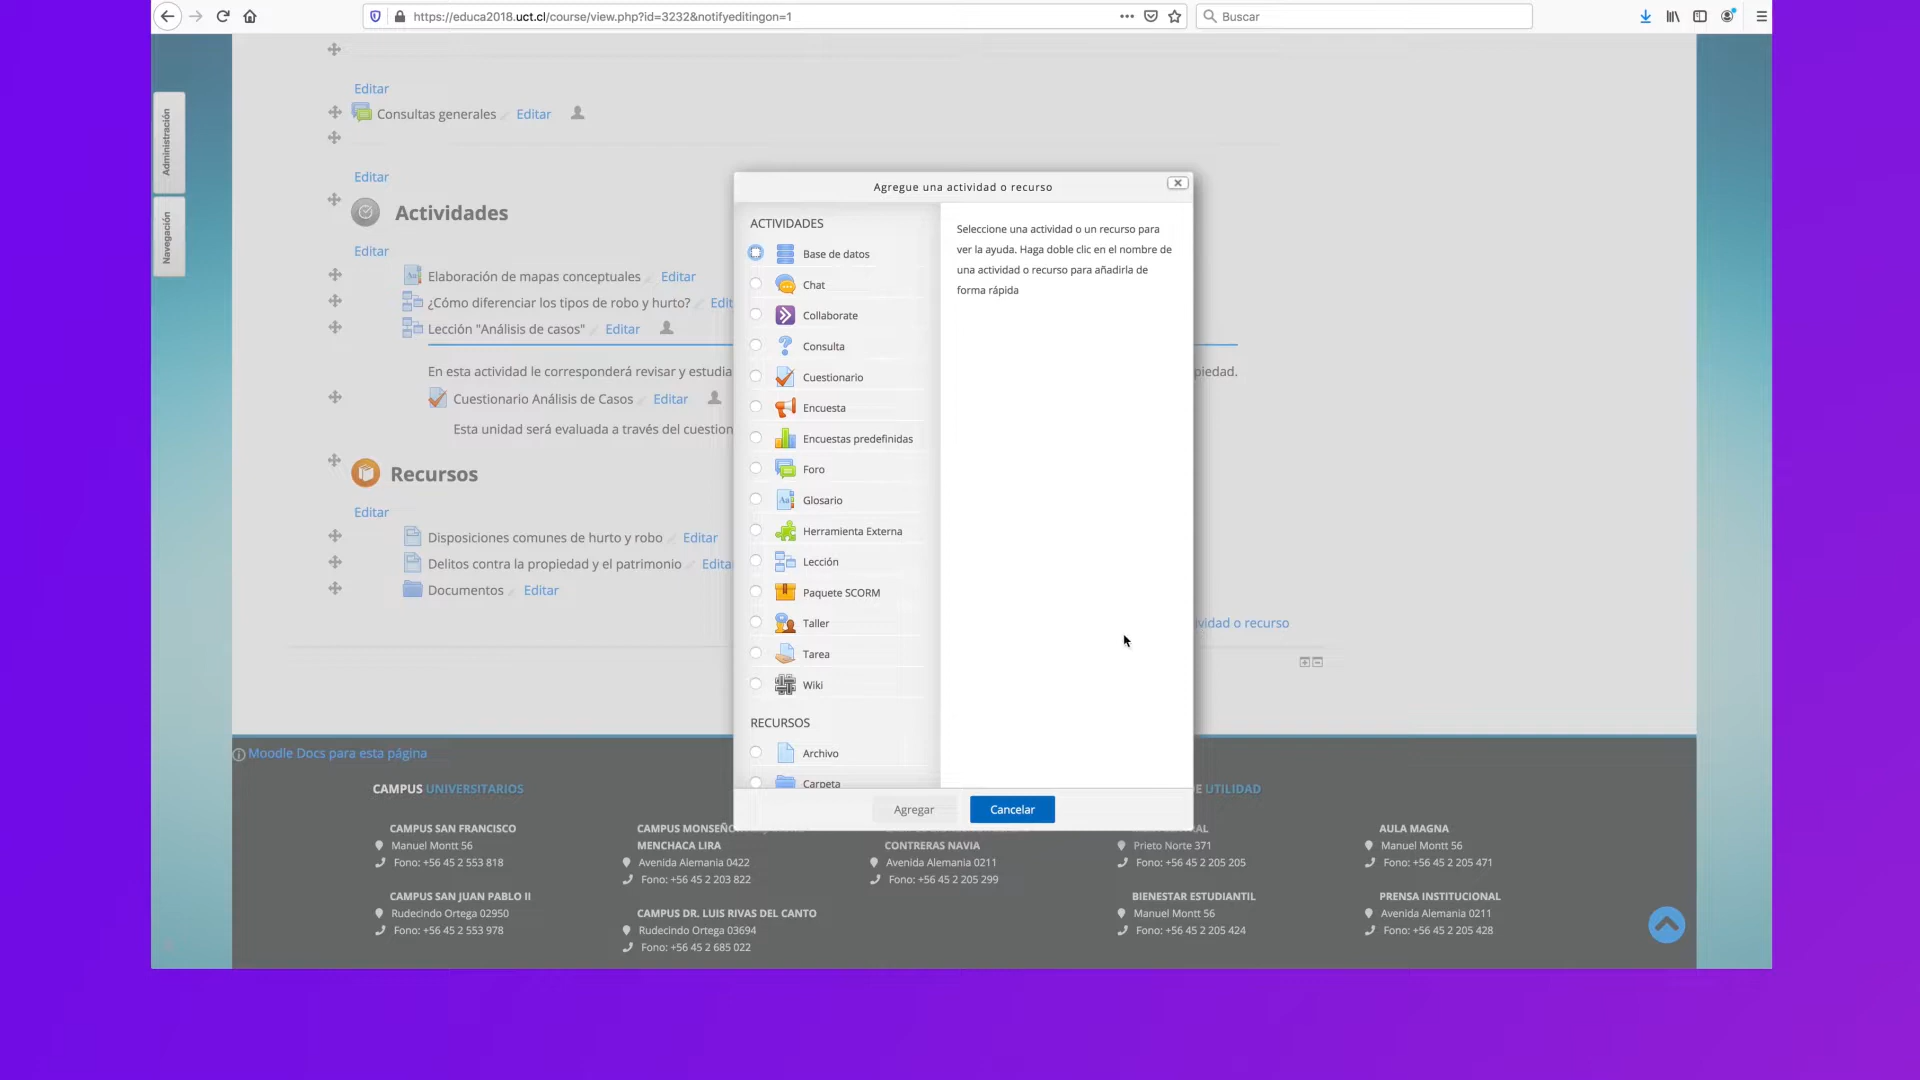 https://educa2018.uct.cl/course/view.php?id=3232&notifyeditingon=1
Buscar
Administración
Navegación
Editar
Consultas generales Editar
Editar
Actividades
Editar
Elaboración de mapas conceptuales Editar
¿Cómo diferenciar los tipos de robo y hurto? Edit
Lección "Análisis de casos" Editar
En esta actividad le corresponderá revisar y estudia
piedad.
Cuestionario Análisis de Casos Editar
Esta unidad será evaluada a través del cuestion
Recursos
Editar
Disposiciones comunes de hurto y robo Editar
Delitos contra la propiedad y el patrimonio Edita
Documentos Editar
vidad o recurso
Agregue una actividad o recurso
ACTIVIDADES
Base de datos
Chat
Collaborate
Consulta
Cuestionario
Encuesta
Encuestas predefinidas
Foro
Glosario
Herramienta Externa
Lección
Paquete SCORM
Taller
Tarea
Wiki
RECURSOS
Archivo
Carpeta
Seleccione una actividad o un recurso para
ver la ayuda. Haga doble clic en el nombre de
una actividad o recurso para añadirla de
forma rápida
Agregar
Cancelar
Moodle Docs para esta página
CAMPUS UNIVERSITARIOS
E UTILIDAD
CAMPUS SAN FRANCISCO
Manuel Montt 56
Fono: +56 45 2 553 818
CAMPUS SAN JUAN PABLO II
Rudecindo Ortega 02950
Fono: +56 45 2 553 978
CAMPUS MONSEÑO
MENCHACA LIRA
Avenida Alemania 0422
Fono: +56 45 2 203 822
CAMPUS DR. LUIS RIVAS DEL CANTO
Rudecindo Ortega 03694
Fono: +56 45 2 685 022
CONTRERAS NAVIA
Avenida Alemania 0211
Fono: +56 45 2 205 299
AL
Prieto Norte 371
Fono: +56 45 2 205 205
BIENESTAR ESTUDIANTIL
Manuel Montt 56
Fono: +56 45 2 205 424
AULA MAGNA
Manuel Montt 56
Fono: +56 45 2 205 471
PRENSA INSTITUCIONAL
Avenida Alemania 0211
Fono: +56 45 2 205 428